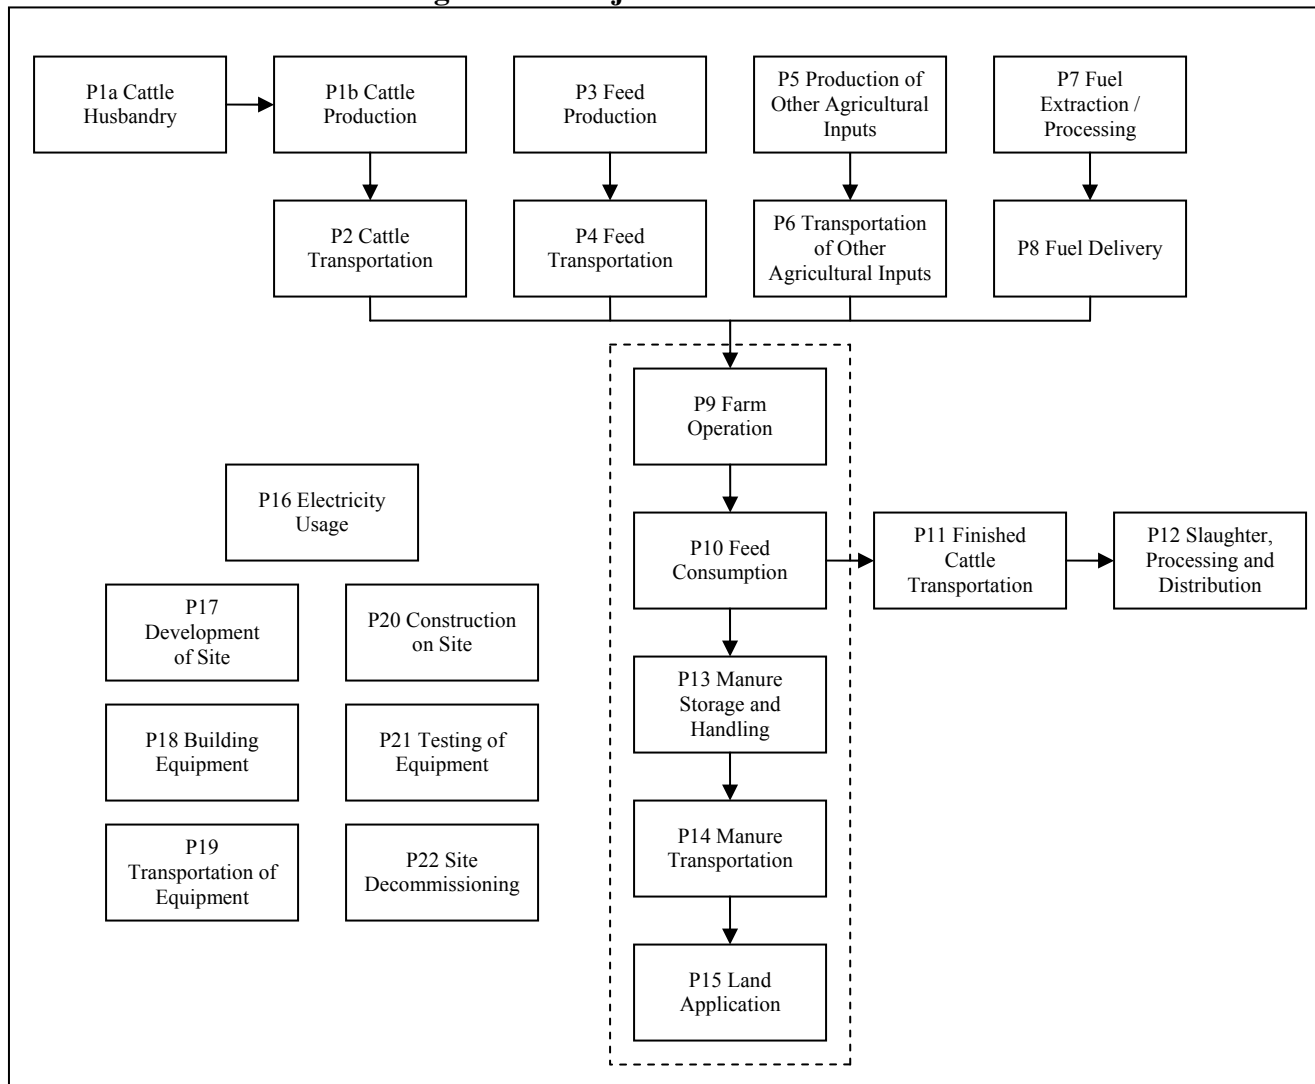 P1a Cattle
Husbandry
P1b Cattle
Production
P3 Feed
Production
P5 Production of
Other Agricultural
Inputs
P7 Fuel
Extraction /
Processing
P2 Cattle
Transportation
P4 Feed
Transportation
P6 Transportation
of Other
Agricultural Inputs
P8 Fuel Delivery
P9 Farm
Operation
P16 Electricity
Usage
P10 Feed
Consumption
P11 Finished
Cattle
Transportation
P12 Slaughter,
Processing and
Distribution
P17
Development
of Site
P20 Construction
on Site
P13 Manure
Storage and
Handling
P18 Building
Equipment
P21 Testing of
Equipment
P14 Manure
Transportation
P19
Transportation of
Equipment
P22 Site
Decommissioning
P15 Land
Application